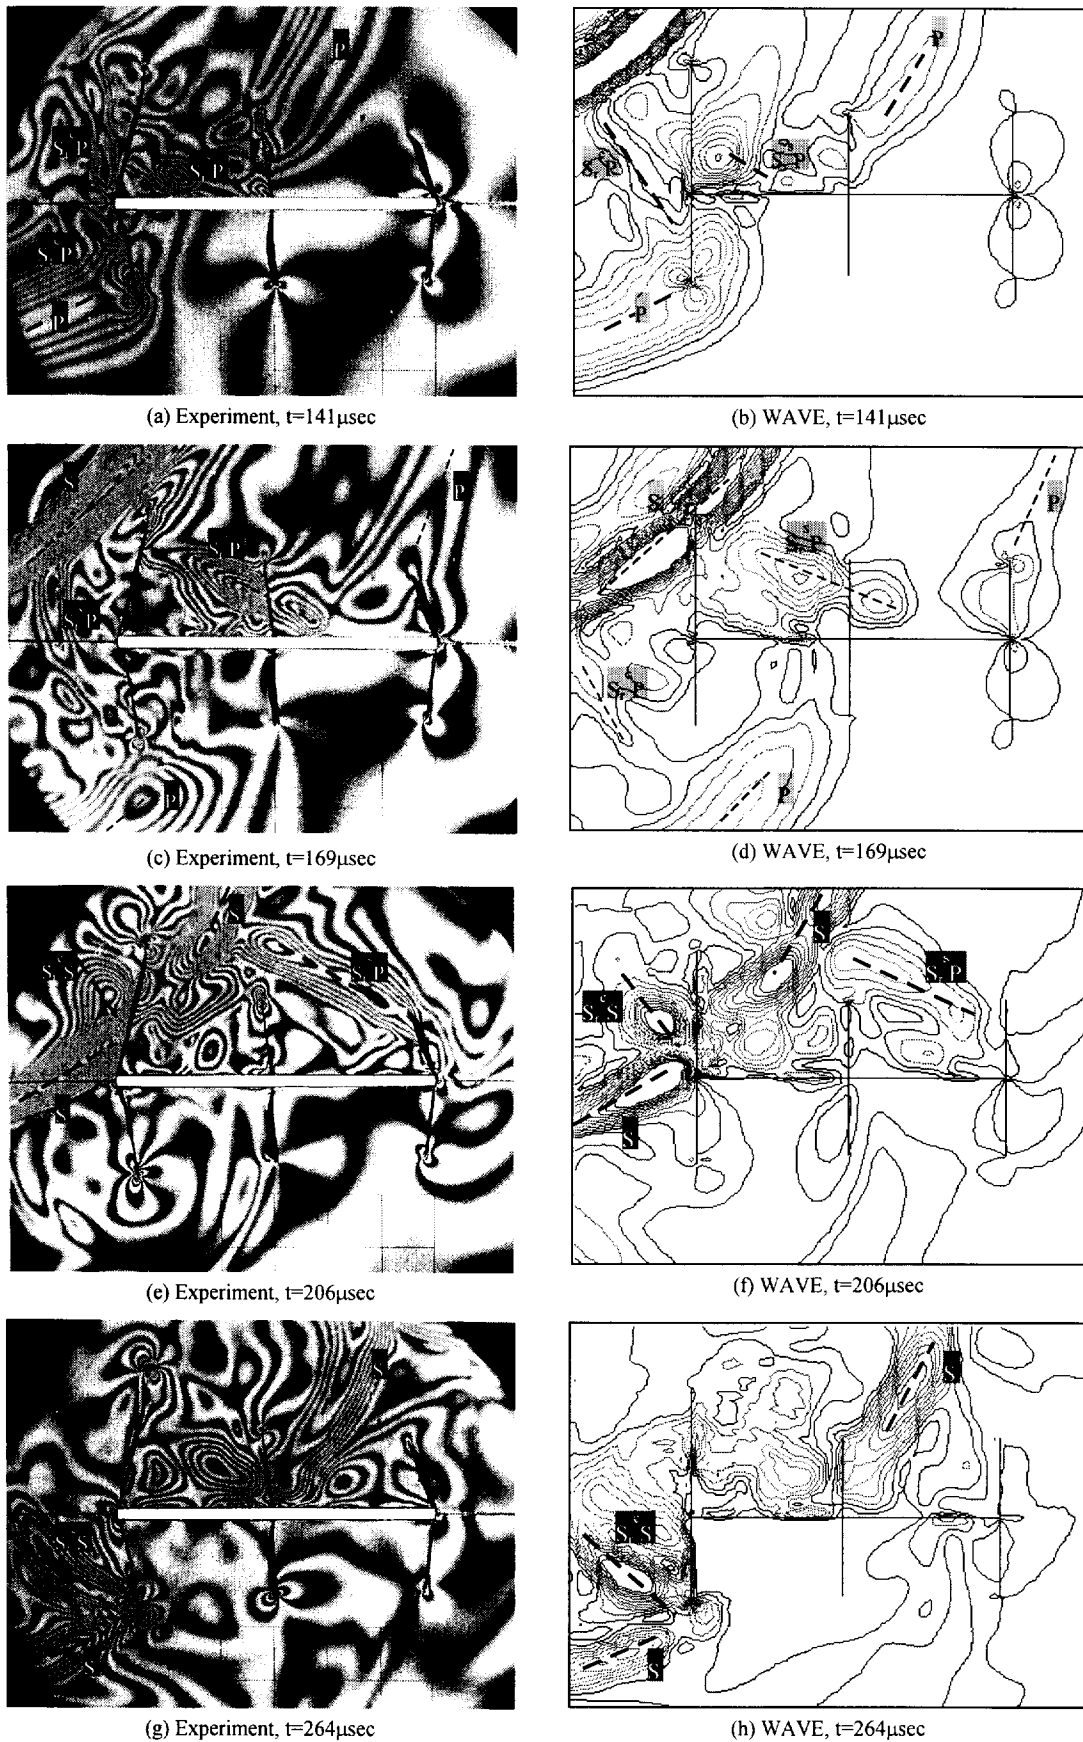 P
S, P
S, P
S, P
P
P
S, P
S, P
P
(a) Experiment, t=141µsec
(b) WAVE, t=141µsec
S
P
S, P
S, P
P
S
P
S, P
S, P
P
(c) Experiment, t=169µsec
(d) WAVE, t=169µsec
S
S, S
S, P
S
S
S, P
S, S
S
(e) Experiment, t=206µsec
(f) WAVE, t=206µsec
S
S, S
S
S
S, S
S
(g) Experiment, t=264µsec
(h) WAVE, t=264µsec